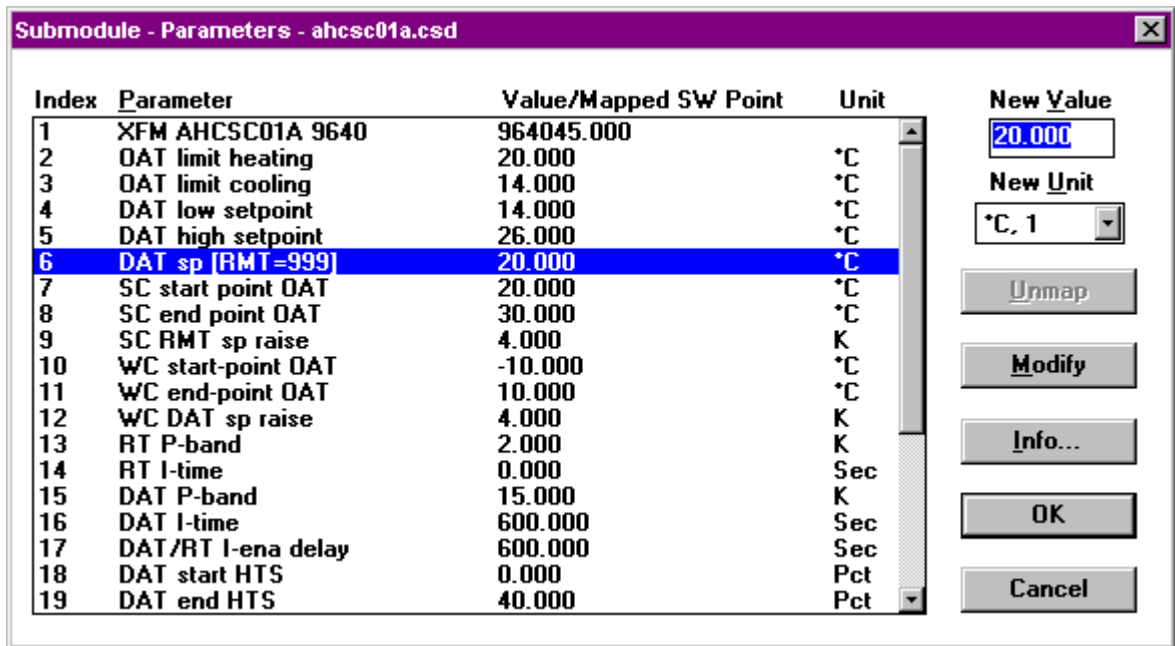 Submodule - Parameters - ahcsc01a.csd
Index Parameter Value/Mapped SW Point Unit
1 XFM AHCSC01A 9640 964045.000
2 OAT limit heating 20.000 °C
3 OAT limit cooling 14.000 °C
4 DAT low setpoint 14.000 °C
5 DAT high setpoint 26.000 °C
6 DAT sp [RMT=999] 20.000 °C
7 SC start point OAT 20.000 °C
8 SC end point OAT 30.000 °C
9 SC RMT sp raise 4.000 K
10 WC start-point OAT -10.000 °C
11 WC end-point OAT 10.000 °C
12 WC DAT sp raise 4.000 K
13 RT P-band 2.000 K
14 RT I-time 0.000 Sec
15 DAT P-band 15.000 K
16 DAT I-time 600.000 Sec
17 DAT/RT I-ena delay 600.000 Sec
18 DAT start HTS 0.000 Pct
19 DAT end HTS 40.000 Pct
New Value
20.000
New Unit
°C, 1
Unmap
Modify
Info...
OK
Cancel